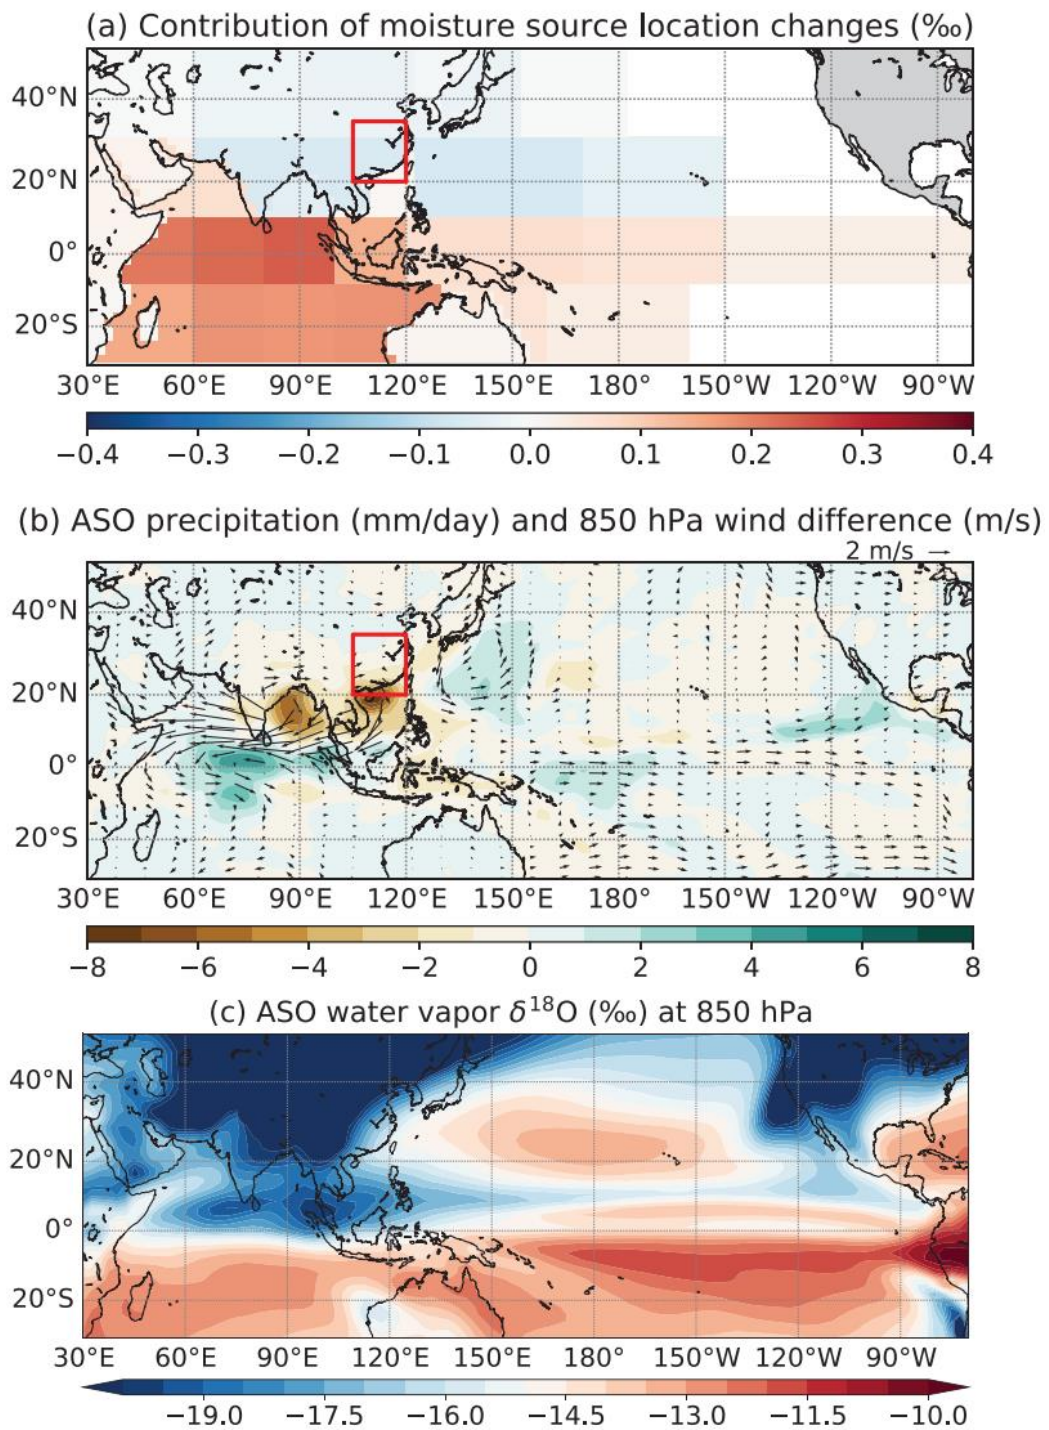 (a) Contribution of moisture source location changes (‰)
40°N
20°N
0°
20°S
30°E 60°E 90°E 120°E 150°E 180° 150°W 120°W 90°W
−0.4 −0.3 −0.2 −0.1 0.0 0.1 0.2 0.3 0.4
(b) ASO precipitation (mm/day) and 850 hPa wind difference (m/s)
2 m/s
40°N
20°N
0°
20°S
30°E 60°E 90°E 120°E 150°E 180° 150°W 120°W 90°W
−8 −6 −4 −2 0 2 4 6 8
(c) ASO water vapor δ¹⁸O (‰) at 850 hPa
40°N
20°N
0°
20°S
30°E 60°E 90°E 120°E 150°E 180° 150°W 120°W 90°W
−19.0 −17.5 −16.0 −14.5 −13.0 −11.5 −10.0